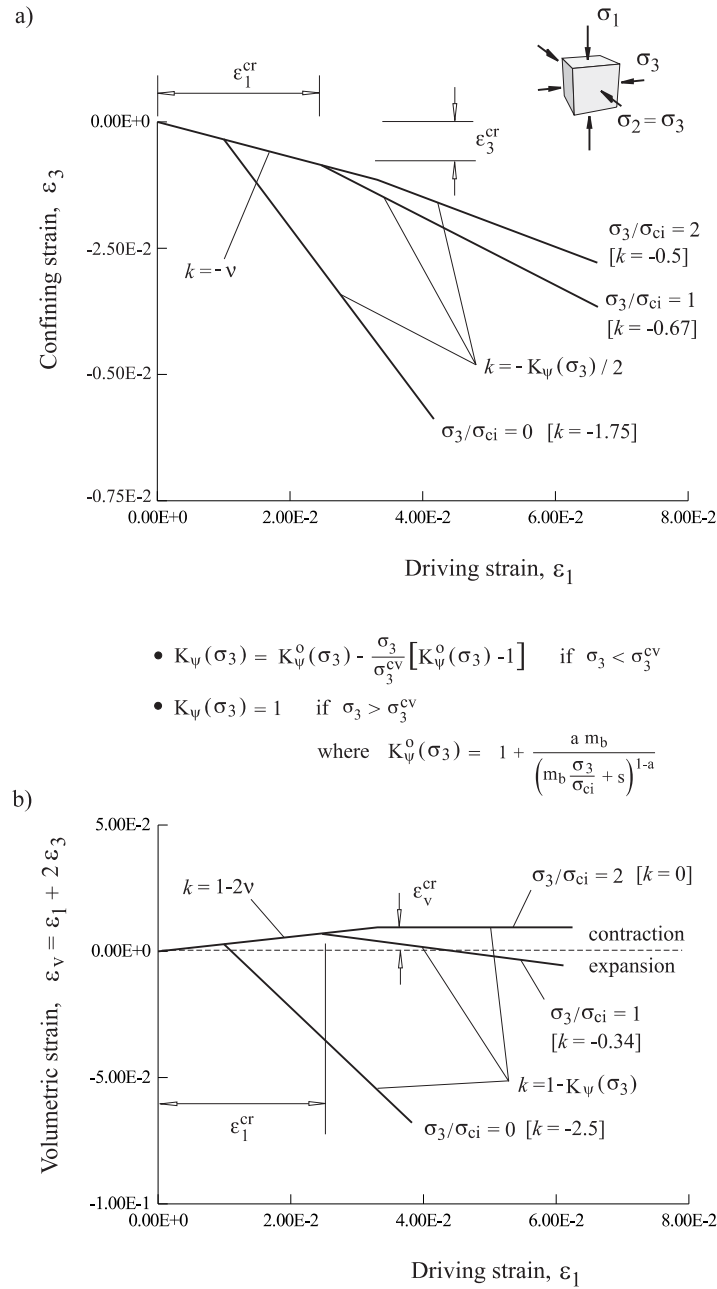 a)
σ₁
σ₃
σ₂ = σ₃
ε₁ᶜʳ
ε₃ᶜʳ
0.00E+0
-2.50E-2
-0.50E-2
-0.75E-2
Confining strain, ε₃
k = - ν
σ₃/σci = 2
[k = -0.5]
σ₃/σci = 1
[k = -0.67]
k = - Kψ(σ₃) / 2
σ₃/σci = 0 [k = -1.75]
0.00E+0 2.00E-2 4.00E-2 6.00E-2 8.00E-2
Driving strain, ε₁
• Kψ(σ₃) = Kψᵒ(σ₃) - σ₃/σ₃ᶜᵛ [Kψᵒ(σ₃) -1] if σ₃ < σ₃ᶜᵛ
• Kψ(σ₃) = 1 if σ₃ > σ₃ᶜᵛ
where Kψᵒ(σ₃) = 1 + a mb / (mb σ₃/σci + s)¹⁻ᵃ
b)
5.00E-2
0.00E+0
-5.00E-2
-1.00E-1
Volumetric strain, εv = ε₁ + 2 ε₃
k = 1-2ν
εvᶜʳ
σ₃/σci = 2 [k = 0]
contraction
expansion
σ₃/σci = 1
[k = -0.34]
k = 1- Kψ(σ₃)
ε₁ᶜʳ
σ₃/σci = 0 [k = -2.5]
0.00E+0 2.00E-2 4.00E-2 6.00E-2 8.00E-2
Driving strain, ε₁